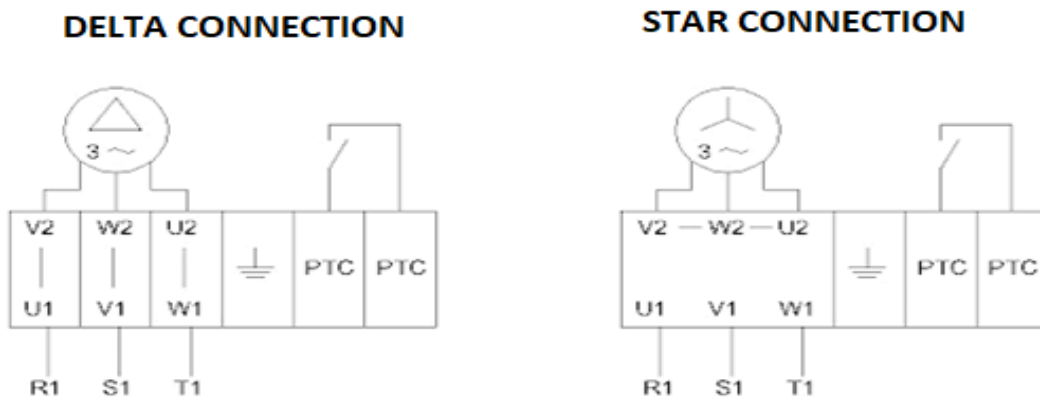 DELTA CONNECTION
STAR CONNECTION
3 ~
3 ~
V2 W2 U2
V2 — W2 — U2
PTC PTC
PTC PTC
U1 V1 W1
U1 V1 W1
R1 S1 T1
R1 S1 T1